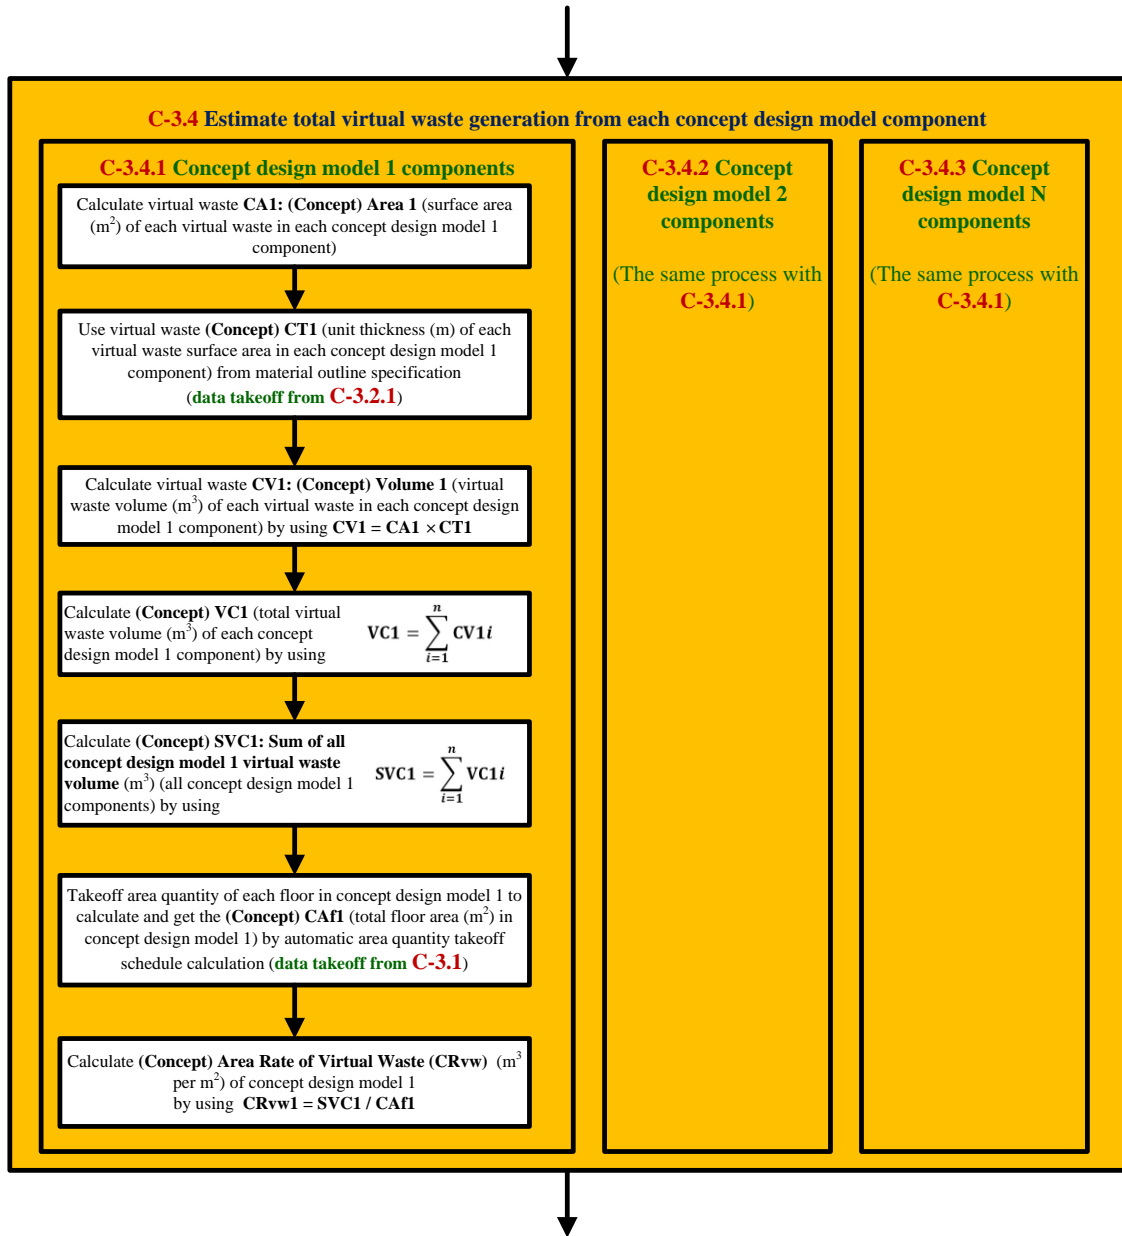 C-3.4 Estimate total virtual waste generation from each concept design model component
C-3.4.1 Concept design model 1 components
Calculate virtual waste CA1: (Concept) Area 1 (surface area
(m²) of each virtual waste in each concept design model 1
component)
Use virtual waste (Concept) CT1 (unit thickness (m) of each
virtual waste surface area in each concept design model 1
component) from material outline specification
(data takeoff from C-3.2.1)
Calculate virtual waste CV1: (Concept) Volume 1 (virtual
waste volume (m³) of each virtual waste in each concept design
model 1 component) by using CV1 = CA1 × CT1
Calculate (Concept) VC1 (total virtual
waste volume (m³) of each concept
design model 1 component) by using
VC1 = \sum_{i=1}^{n} CV1i
Calculate (Concept) SVC1: Sum of all
concept design model 1 virtual waste
volume (m³) (all concept design model 1
components) by using
SVC1 = \sum_{i=1}^{n} VC1i
Takeoff area quantity of each floor in concept design model 1 to
calculate and get the (Concept) CAf1 (total floor area (m²) in
concept design model 1) by automatic area quantity takeoff
schedule calculation (data takeoff from C-3.1)
Calculate (Concept) Area Rate of Virtual Waste (CRvw) (m³
per m²) of concept design model 1
by using CRvw1 = SVC1 / CAf1
C-3.4.2 Concept
design model 2
components
(The same process with
C-3.4.1)
C-3.4.3 Concept
design model N
components
(The same process with
C-3.4.1)